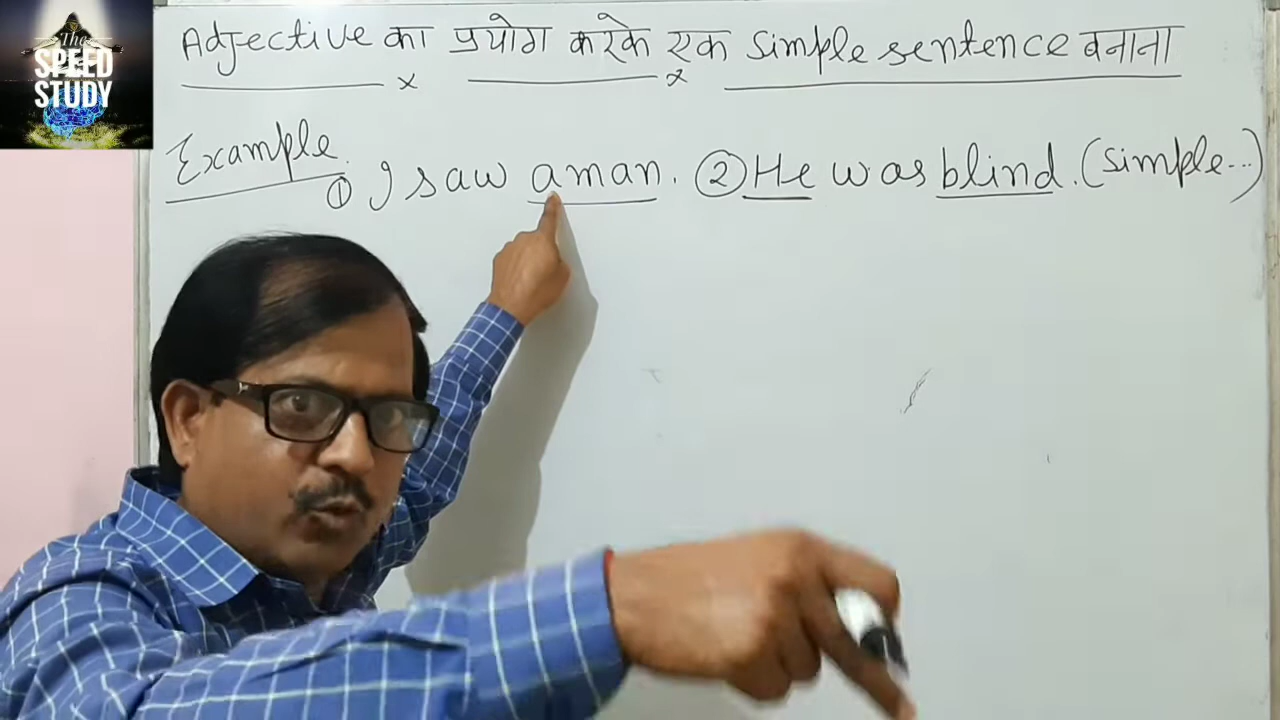 The
SPEED
STUDY
Adjective का प्रयोग करके एक simple sentence बनाना
Example
① I saw a man. ② He was blind. (simple...)